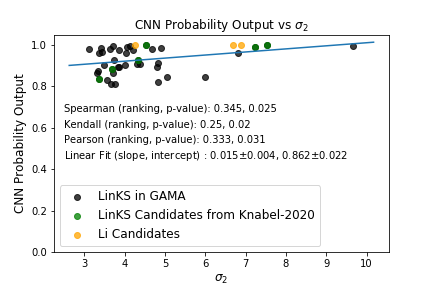 CNN Probability Output vs σ₂
CNN Probability Output
1.0
0.8
0.6
0.4
0.2
0.0
Spearman (ranking, p-value): 0.345, 0.025
Kendall (ranking, p-value): 0.25, 0.02
Pearson (ranking, p-value): 0.333, 0.031
Linear Fit (slope, intercept) : 0.015±0.004, 0.862±0.022
LinKS in GAMA
LinKS Candidates from Knabel-2020
Li Candidates
3 4 5 6 7 8 9 10
σ₂